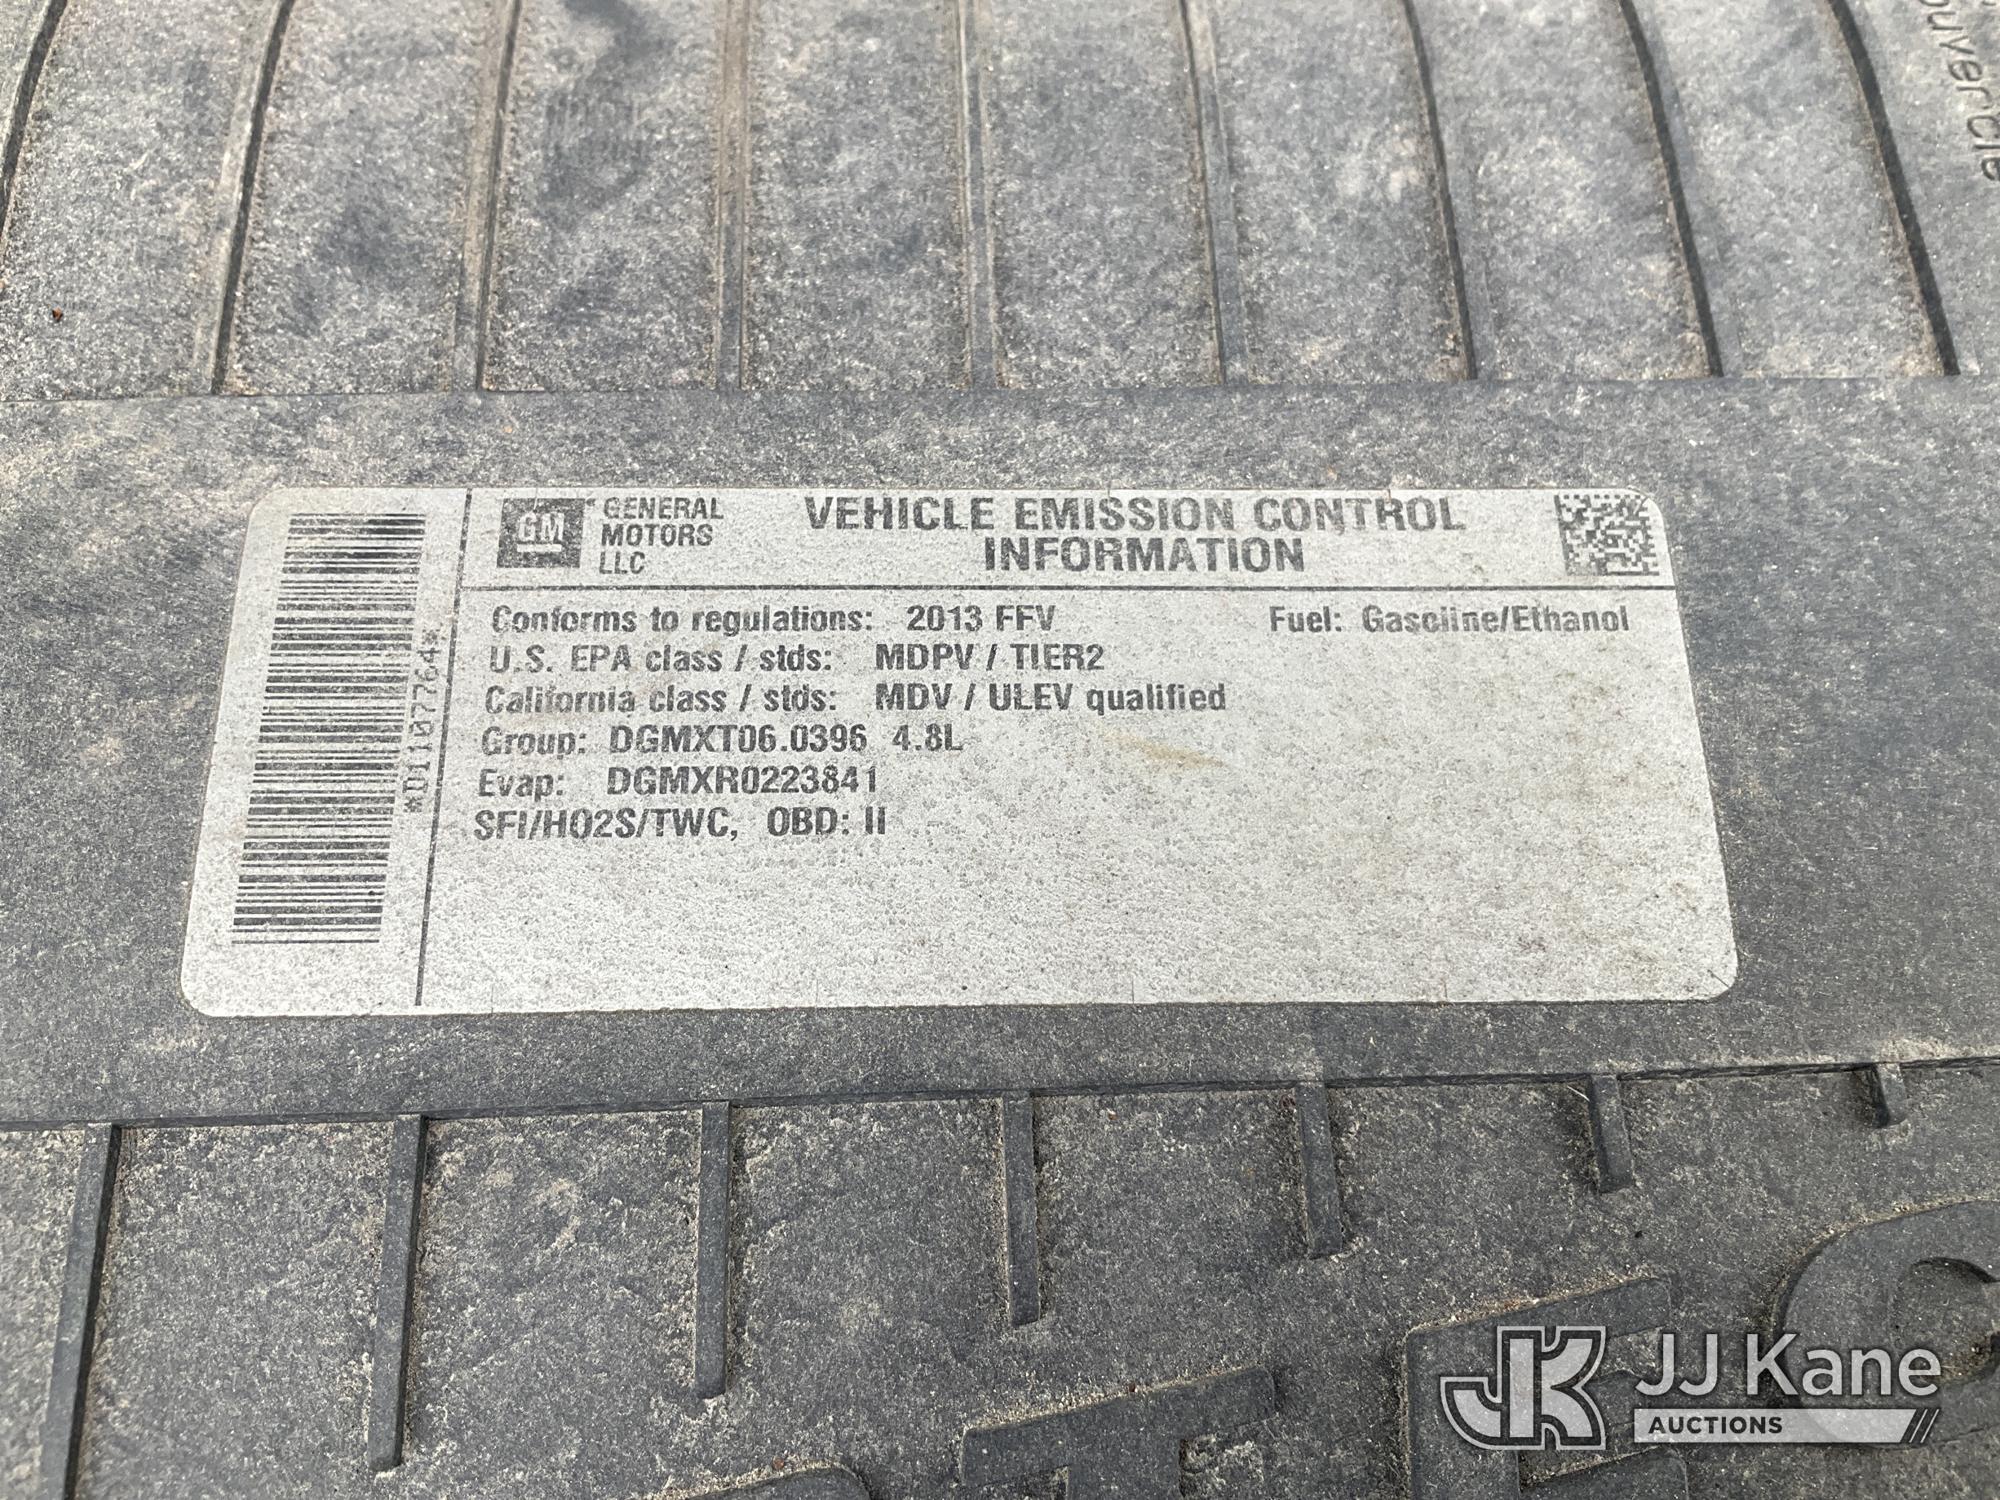 ouvercle
GM
GENERAL
MOTORS
LLC
VEHICLE EMISSION CONTROL
INFORMATION
Conforms to regulations: 2013 FFV
Fuel: Gasoline/Ethanol
U.S. EPA class / stds: MDPV / TIER2
California class / stds: MDV / ULEV qualified
Group: DGMXT06.0396 4.8L
Evap: DGMXR0223841
SFI/HO2S/TWC, OBD: II
*D1107764*
JK
JJ Kane
AUCTIONS